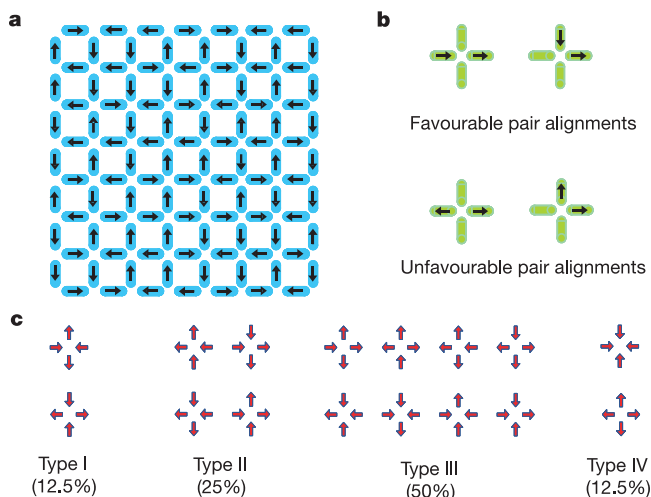 a
b
Favourable pair alignments
Unfavourable pair alignments
c
Type I
(12.5%)
Type II
(25%)
Type III
(50%)
Type IV
(12.5%)